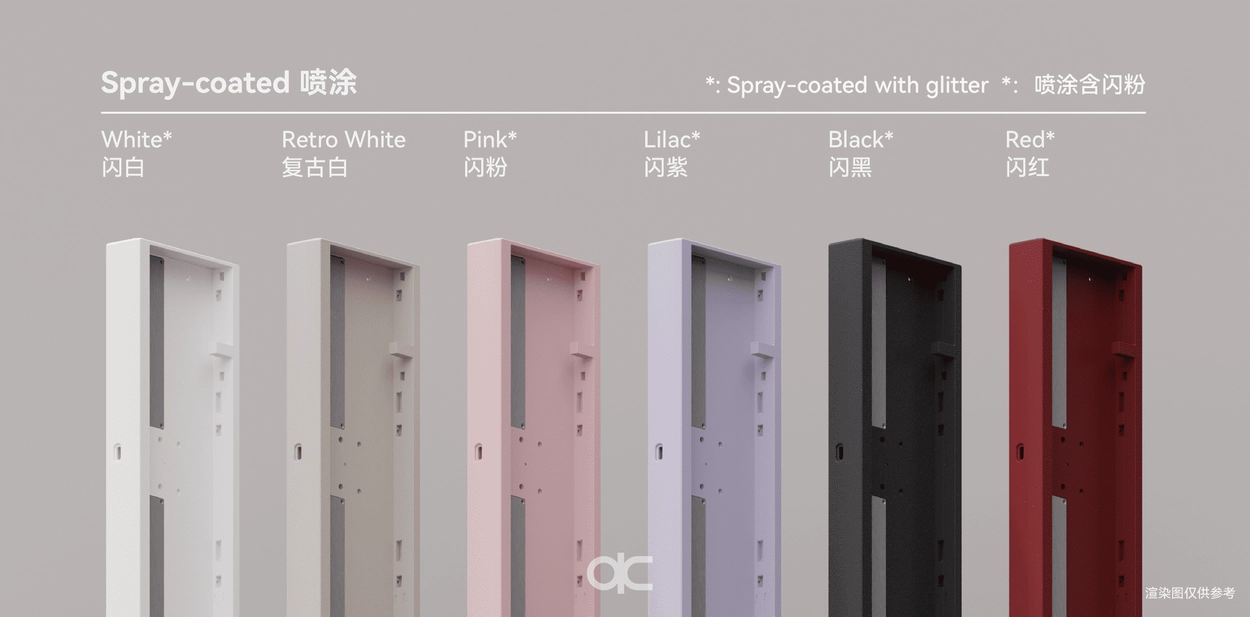 Spray-coated 喷涂
*: Spray-coated with glitter *: 喷涂含闪粉
White*
闪白
Retro White
复古白
Pink*
闪粉
Lilac*
闪紫
Black*
闪黑
Red*
闪红
渲染图仅供参考